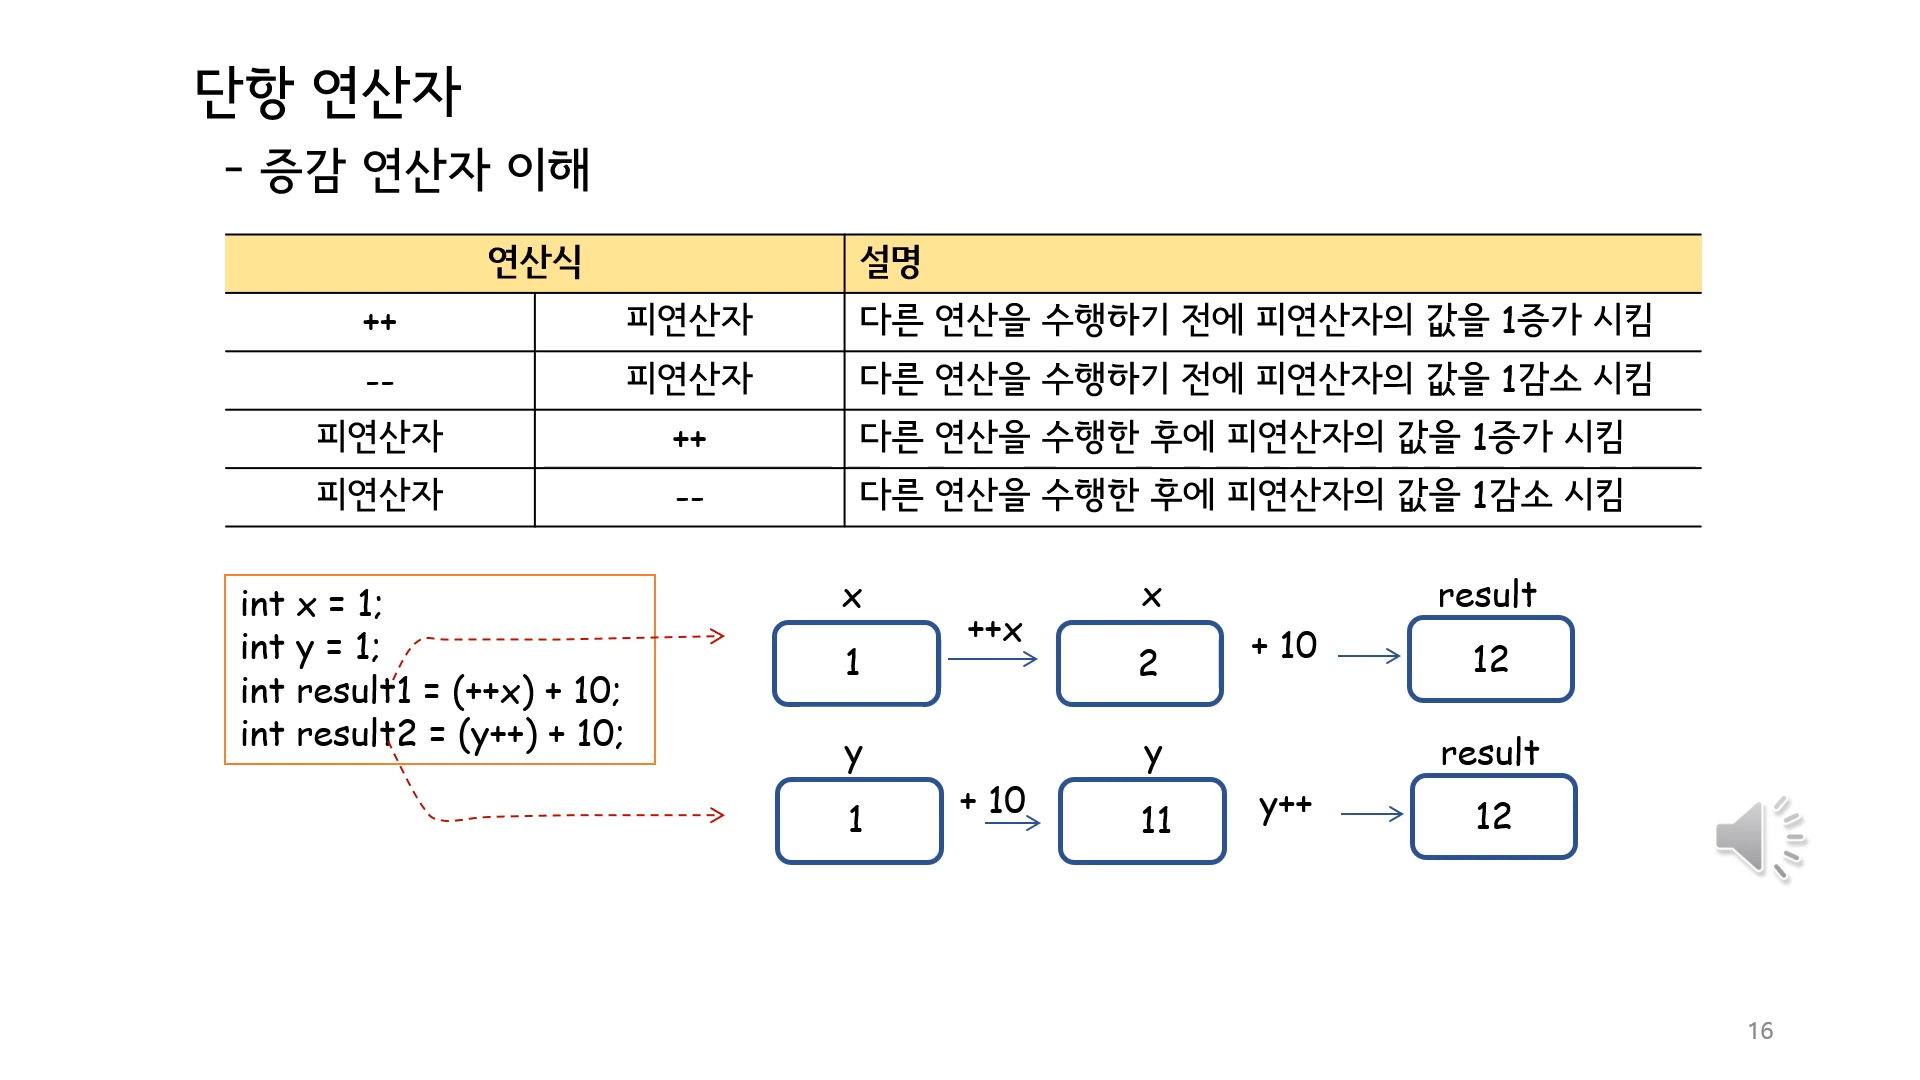 단항 연산자
- 증감 연산자 이해
연산식 설명
++ 피연산자 다른 연산을 수행하기 전에 피연산자의 값을 1증가 시킴
-- 피연산자 다른 연산을 수행하기 전에 피연산자의 값을 1감소 시킴
피연산자 ++ 다른 연산을 수행한 후에 피연산자의 값을 1증가 시킴
피연산자 -- 다른 연산을 수행한 후에 피연산자의 값을 1감소 시킴
int x = 1;
int y = 1;
int result1 = (++x) + 10;
int result2 = (y++) + 10;
x x result
1 ++x 2 + 10 12
y y result
1 + 10 11 y++ 12
16